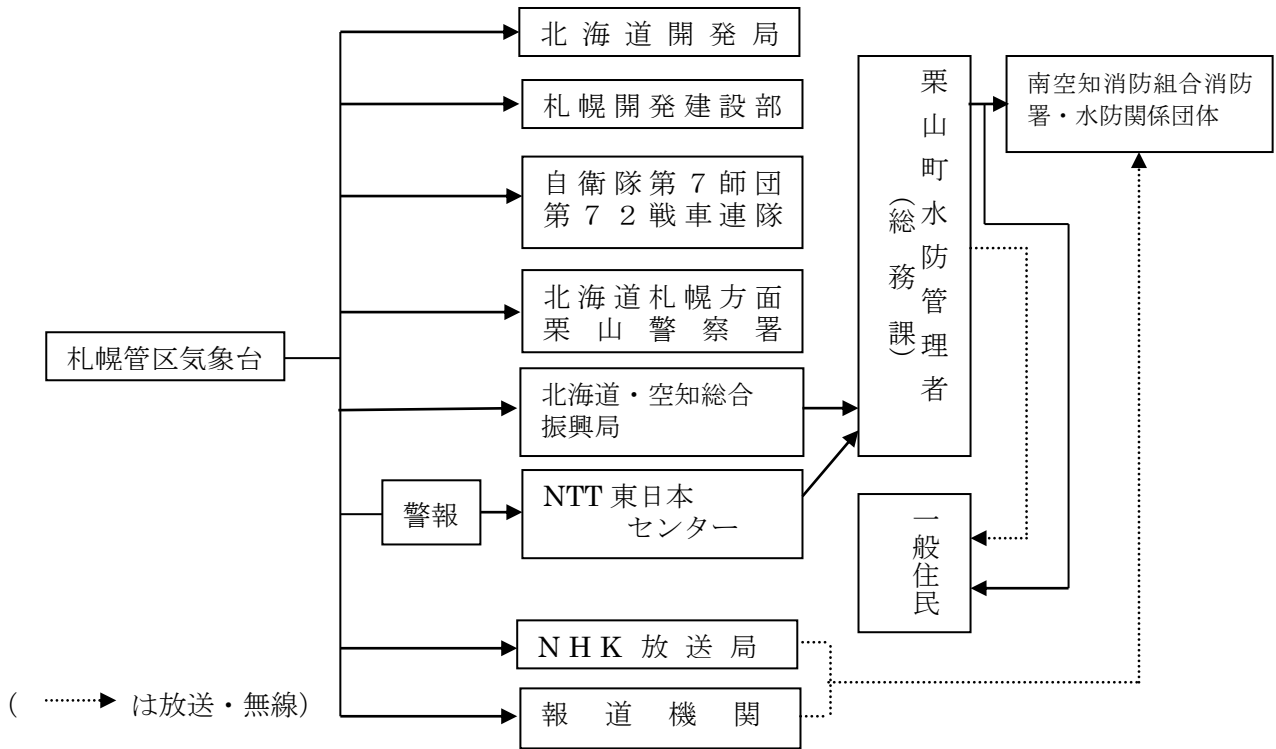 北海道開発局
札幌開発建設部
自衛隊第7師団
第72戦車連隊
北海道札幌方面
栗山警察署
札幌管区気象台
北海道・空知総合
振興局
警報
NTT東日本
センター
NHK放送局
報道機関
栗山町水防管理者
(総務課)
一般住民
南空知消防組合消防
署・水防関係団体
( は放送・無線)